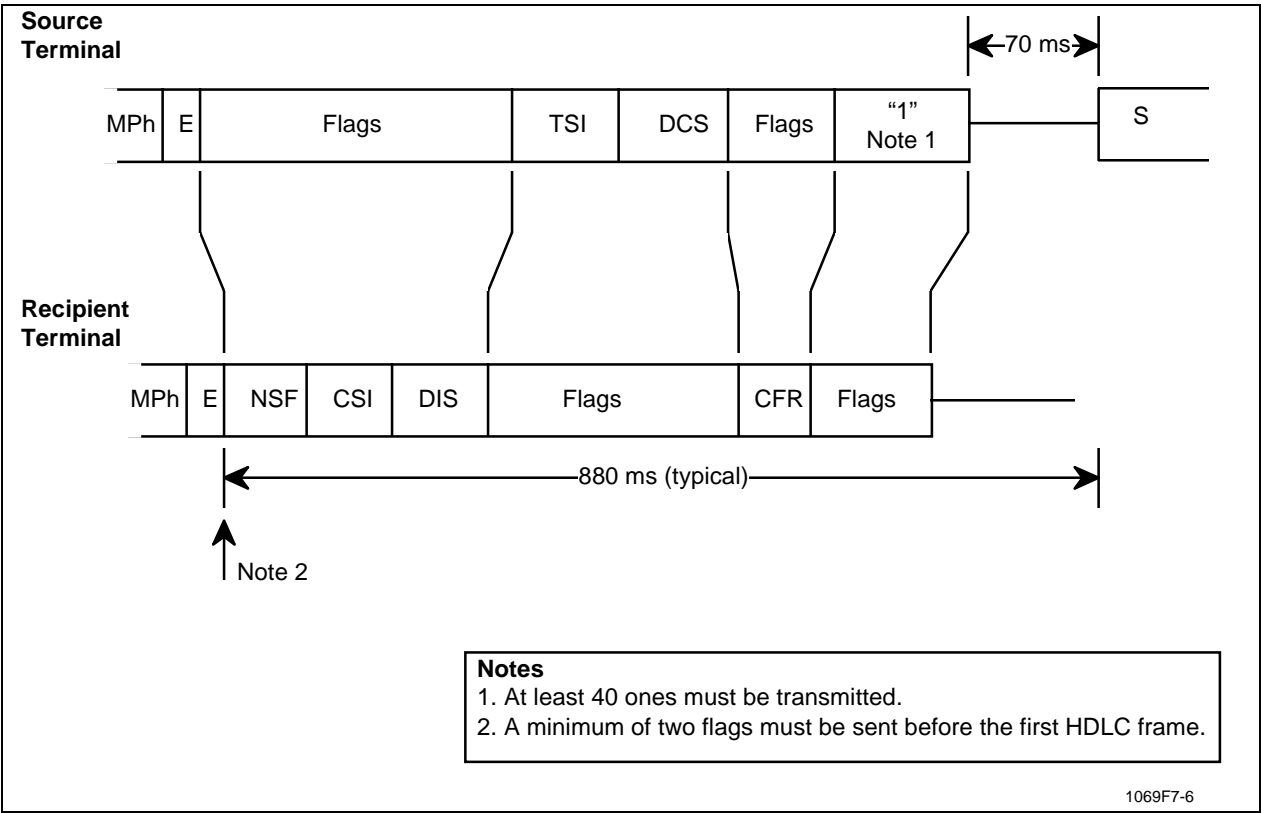 Source
Terminal
70 ms
MPh E Flags TSI DCS Flags “1”
Note 1
S
Recipient
Terminal
MPh E NSF CSI DIS Flags CFR Flags
880 ms (typical)
Note 2
Notes
1. At least 40 ones must be transmitted.
2. A minimum of two flags must be sent before the first HDLC frame.
1069F7-6